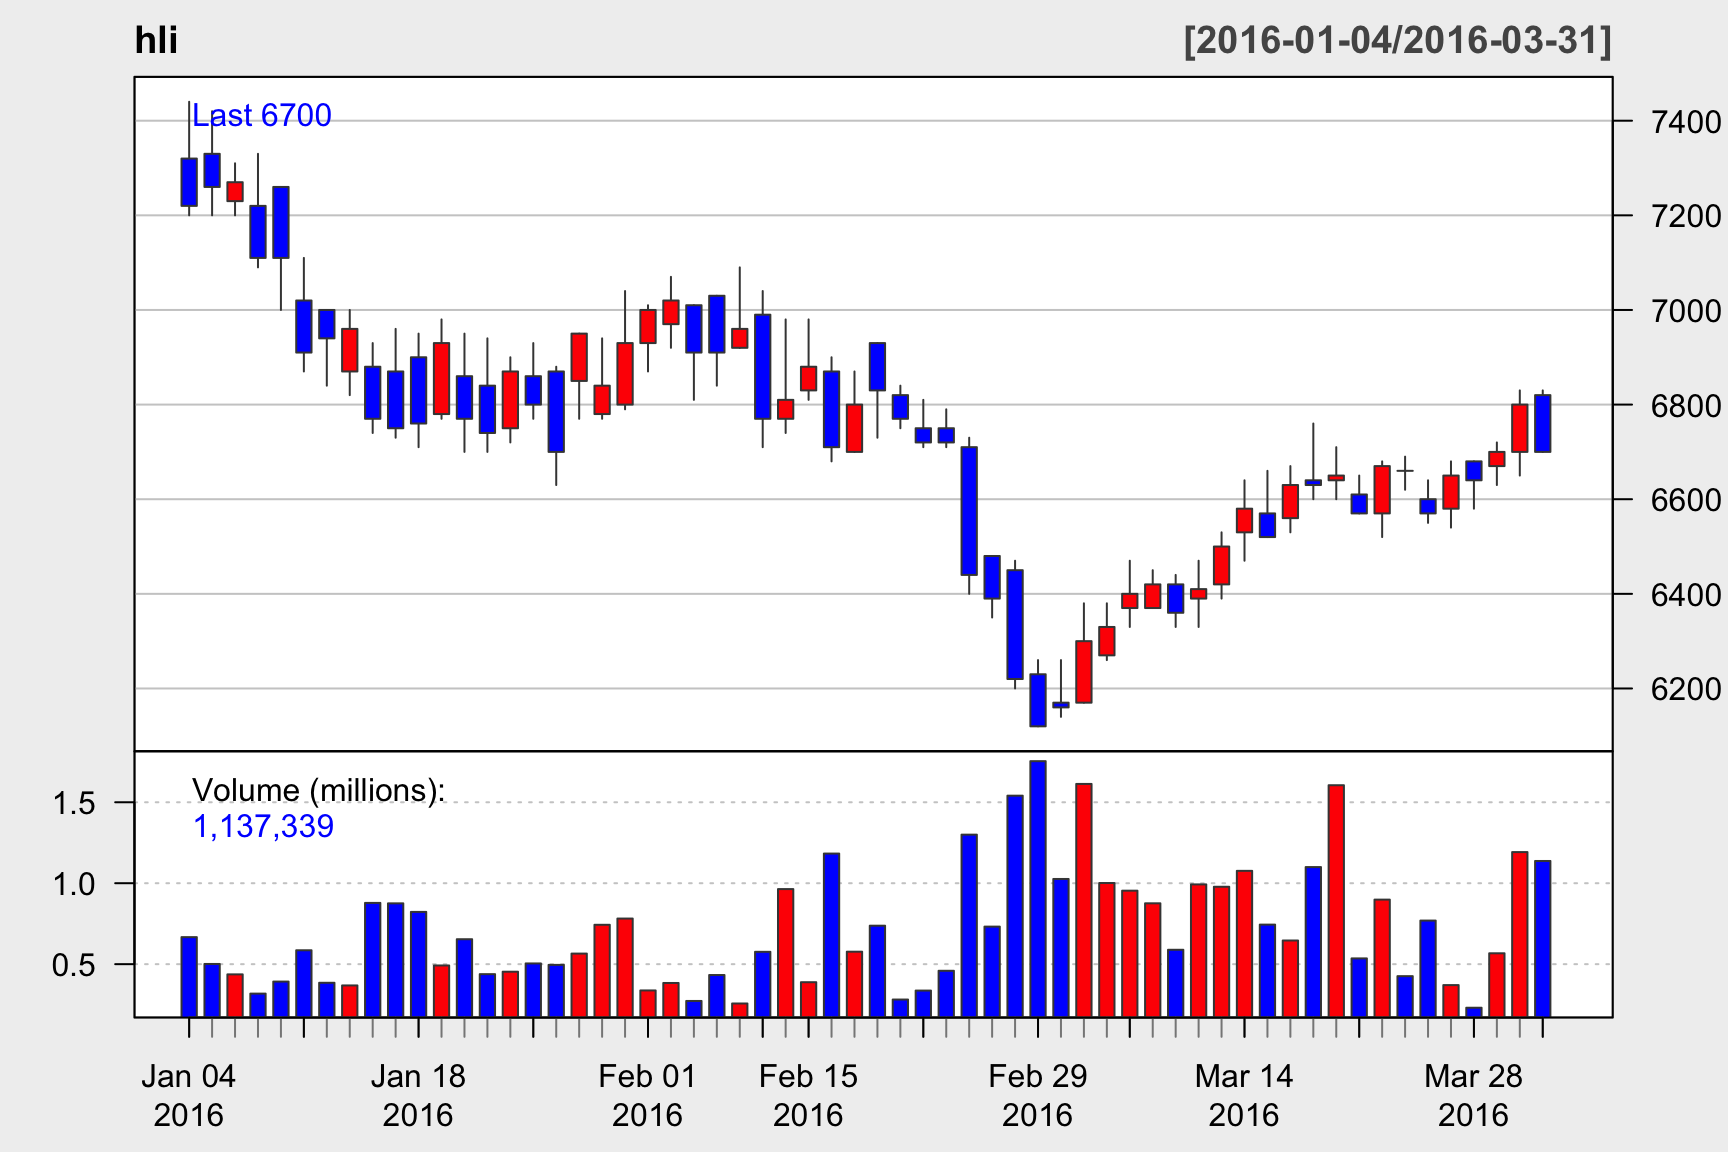 hli
[2016-01-04/2016-03-31]
Last 6700
7400
7200
7000
6800
6600
6400
6200
Volume (millions):
1,137,339
1.5
1.0
0.5
Jan 04 Jan 18 Feb 01 Feb 15 Feb 29 Mar 14 Mar 28
2016 2016 2016 2016 2016 2016 2016